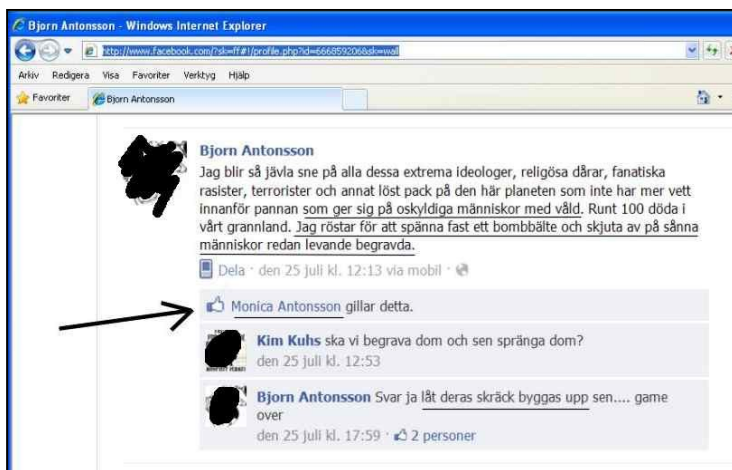 Bjorn Antonsson - Windows Internet Explorer
http://www.facebook.com/?sk=ff#!/profile.php?id=666859206&sk=wall
Arkiv Redigera Visa Favoriter Verktyg Hjälp
Favoriter Bjorn Antonsson
Bjorn Antonsson
Jag blir så jävla sne på alla dessa extrema ideologer, religösa dårar, fanatiska
rasister, terrorister och annat löst pack på den här planeten som inte har mer vett
innanför pannan som ger sig på oskyldiga människor med våld. Runt 100 döda i
vårt grannland. Jag röstar för att spänna fast ett bombbälte och skjuta av på sånna
människor redan levande begravda.
Dela · den 25 juli kl. 12:13 via mobil ·
Monica Antonsson gillar detta.
Kim Kuhs ska vi begrava dom och sen spränga dom?
den 25 juli kl. 12:53
Bjorn Antonsson Svar ja låt deras skräck byggas upp sen.... game
over
den 25 juli kl. 17:59 · 2 personer